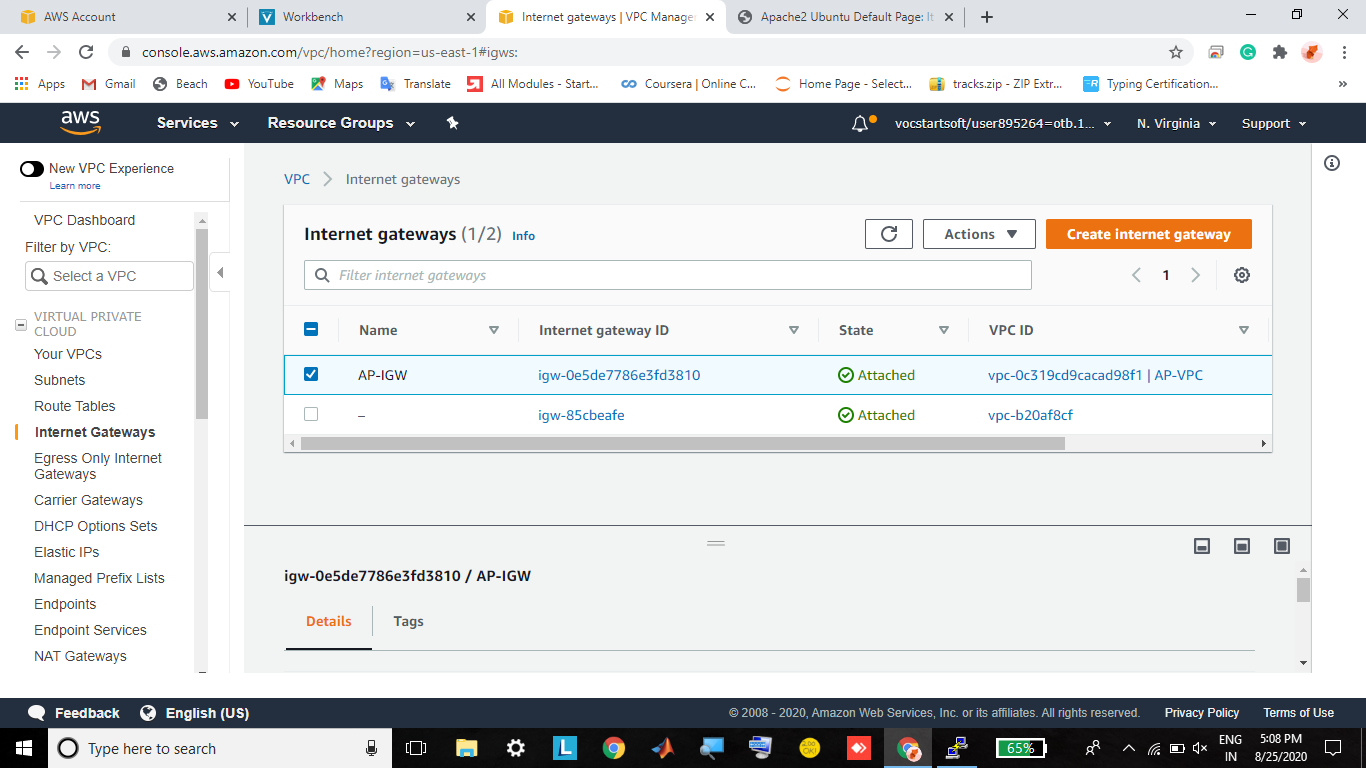 AWS Account
Workbench
Internet gateways | VPC Manage
Apache2 Ubuntu Default Page: It
console.aws.amazon.com/vpc/home?region=us-east-1#igws:
Apps
Gmail
Beach
YouTube
Maps
Translate
All Modules - Start...
Coursera | Online C...
Home Page - Select...
tracks.zip - ZIP Extr...
Typing Certification...
aws
Services
Resource Groups
vocstartsoft/user895264=otb.1...
N. Virginia
Support
New VPC Experience
Learn more
VPC Dashboard
Filter by VPC:
Select a VPC
VIRTUAL PRIVATE
CLOUD
Your VPCs
Subnets
Route Tables
Internet Gateways
Egress Only Internet
Gateways
Carrier Gateways
DHCP Options Sets
Elastic IPs
Managed Prefix Lists
Endpoints
Endpoint Services
NAT Gateways
VPC > Internet gateways
Internet gateways (1/2) Info
Actions
Create internet gateway
Filter internet gateways
1
Name Internet gateway ID State VPC ID
AP-IGW igw-0e5de7786e3fd3810 Attached vpc-0c319cd9cacad98f1 | AP-VPC
– igw-85cbeafe Attached vpc-b20af8cf
igw-0e5de7786e3fd3810 / AP-IGW
Details
Tags
Feedback
English (US)
© 2008 - 2020, Amazon Web Services, Inc. or its affiliates. All rights reserved.
Privacy Policy
Terms of Use
Type here to search
L
65%
ENG
IN
5:08 PM
8/25/2020